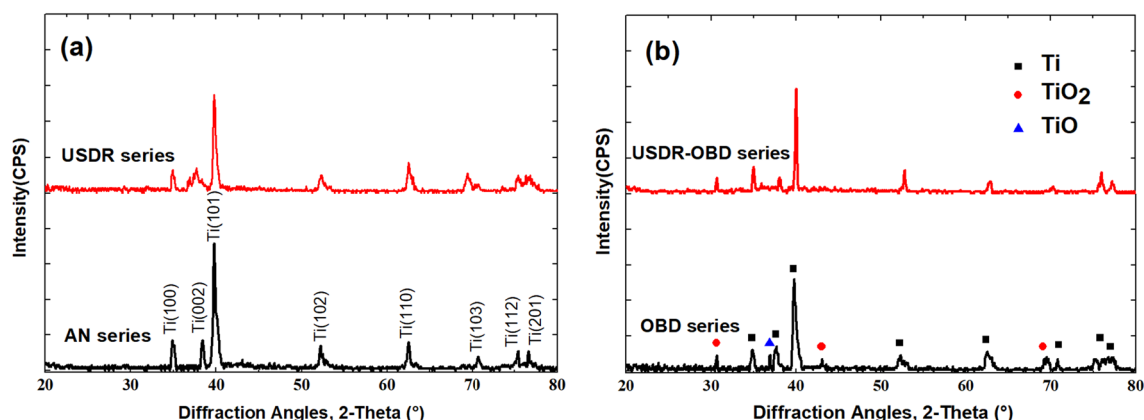 (a)
Intensity(CPS)
USDR series
AN series
Ti(100)
Ti(002)
Ti(101)
Ti(102)
Ti(110)
Ti(103)
Ti(112)
Ti(201)
20 30 40 50 60 70 80
Diffraction Angles, 2-Theta (°)
(b)
Intensity(CPS)
Ti
TiO2
TiO
USDR-OBD series
OBD series
20 30 40 50 60 70 80
Diffraction Angles, 2-Theta (°)